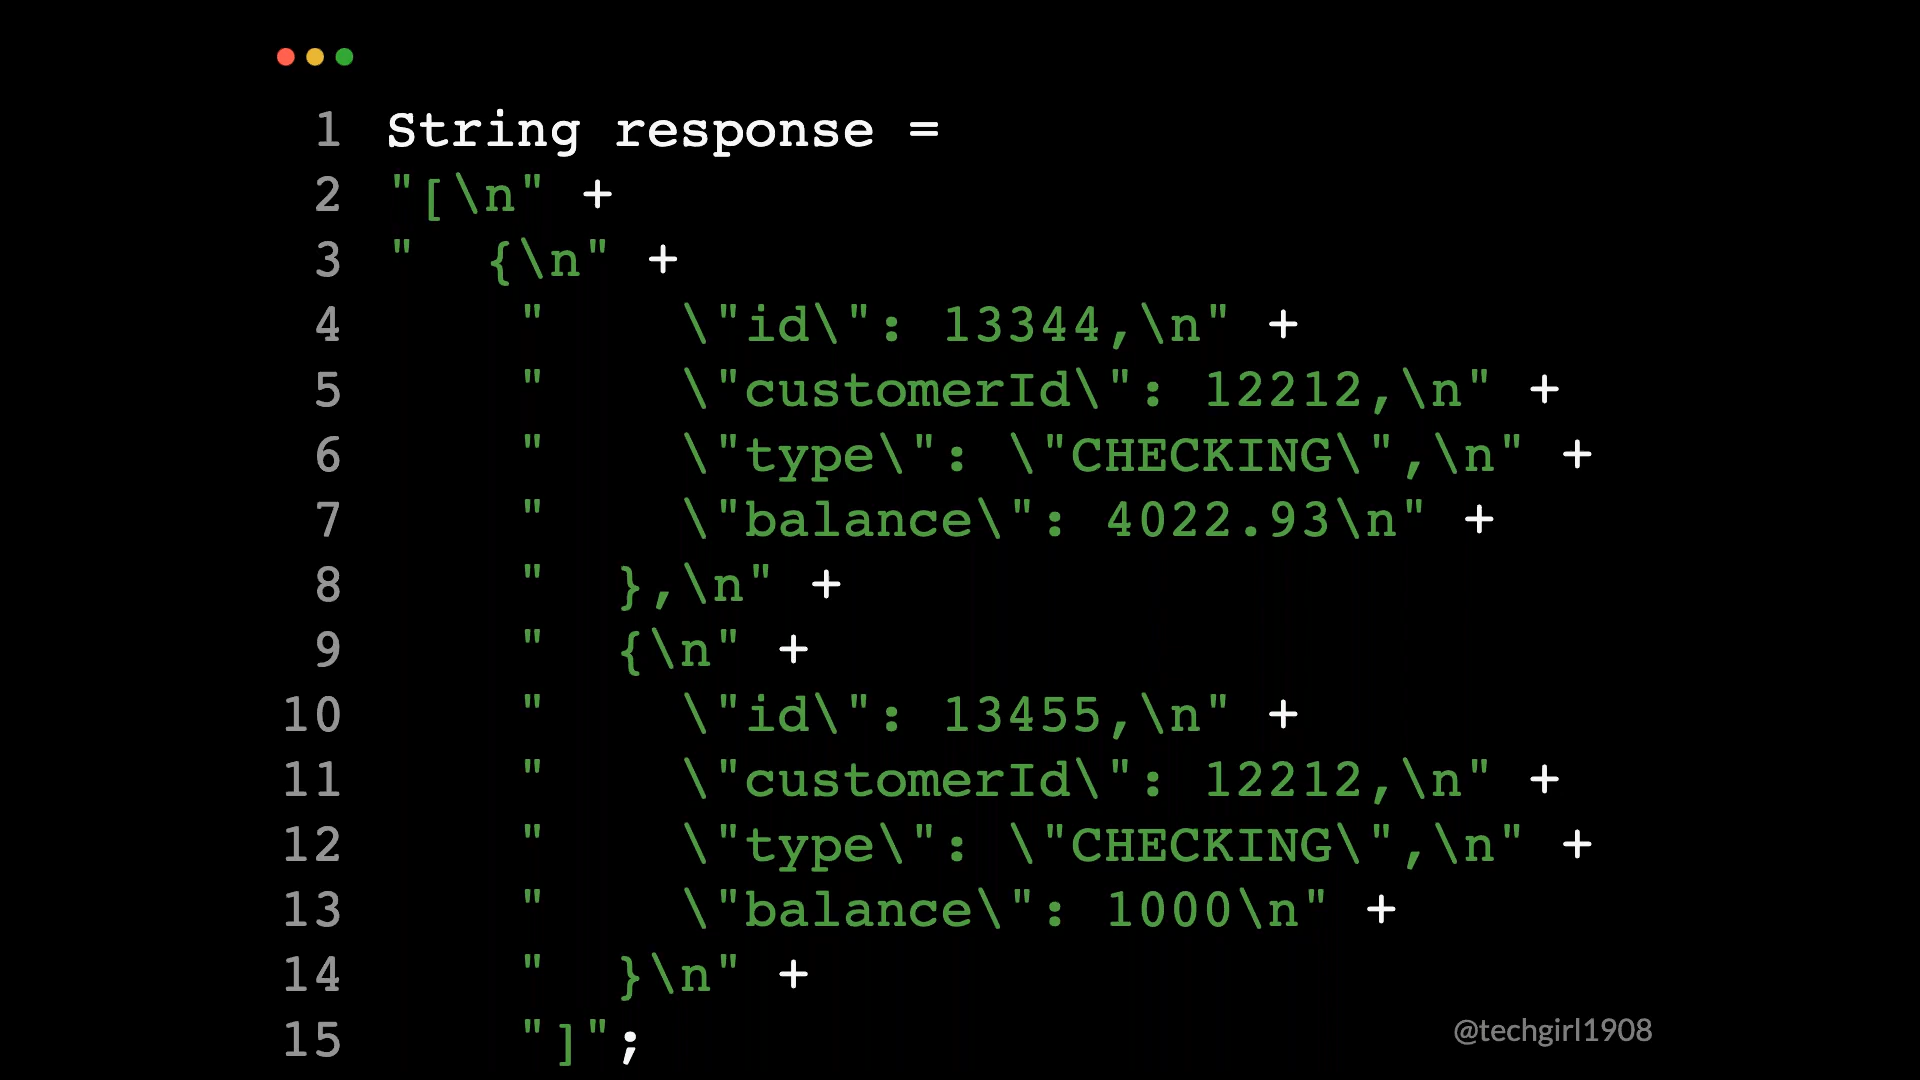 1 String response =
2 "[\n" +
3 "  {\n" +
4     "    \"id\": 13344,\n" +
5     "    \"customerId\": 12212,\n" +
6     "    \"type\": \"CHECKING\",\n" +
7     "    \"balance\": 4022.93\n" +
8     "  },\n" +
9     "  {\n" +
10     "    \"id\": 13455,\n" +
11     "    \"customerId\": 12212,\n" +
12     "    \"type\": \"CHECKING\",\n" +
13     "    \"balance\": 1000\n" +
14     "  }\n" +
15     "]";
@techgirl1908